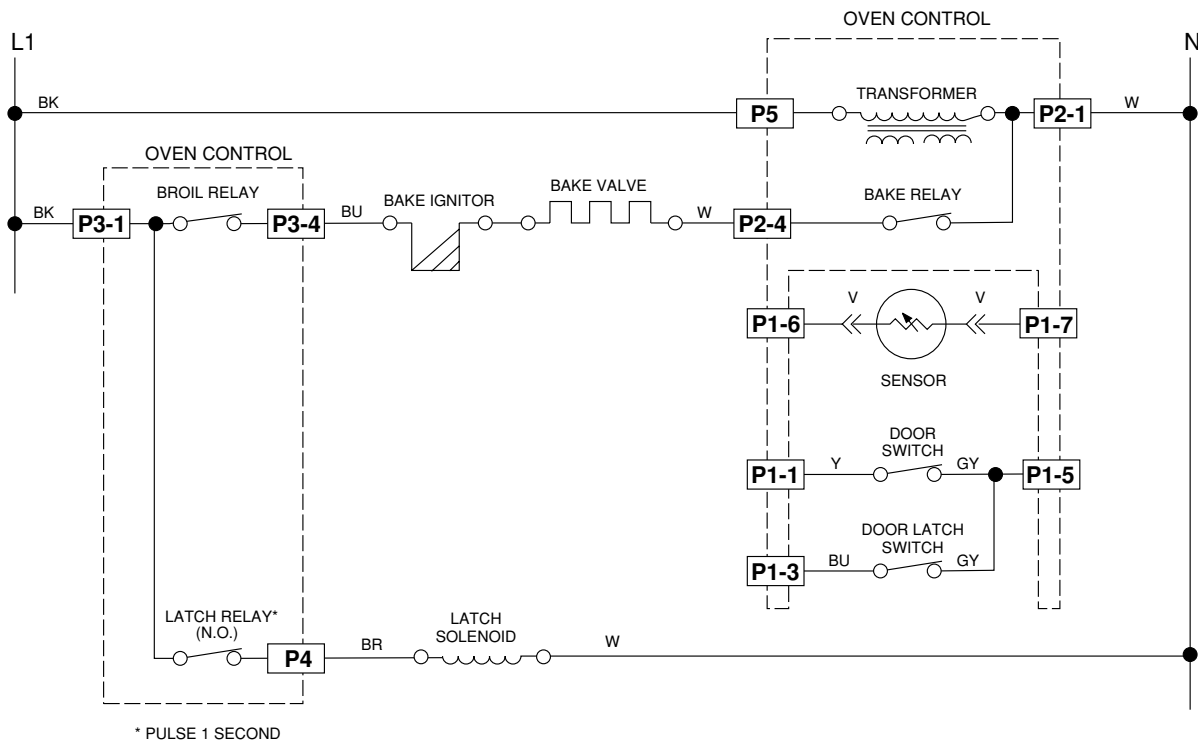 OVEN CONTROL
L1
N
BK
P5
TRANSFORMER
P2-1
W
OVEN CONTROL
BK
P3-1
BROIL RELAY
P3-4
BU
BAKE IGNITOR
BAKE VALVE
W
P2-4
BAKE RELAY
P1-6
V
V
P1-7
SENSOR
P1-1
Y
DOOR
SWITCH
GY
P1-5
P1-3
BU
DOOR LATCH
SWITCH
GY
LATCH RELAY*
(N.O.)
P4
BR
LATCH
SOLENOID
W
* PULSE 1 SECOND